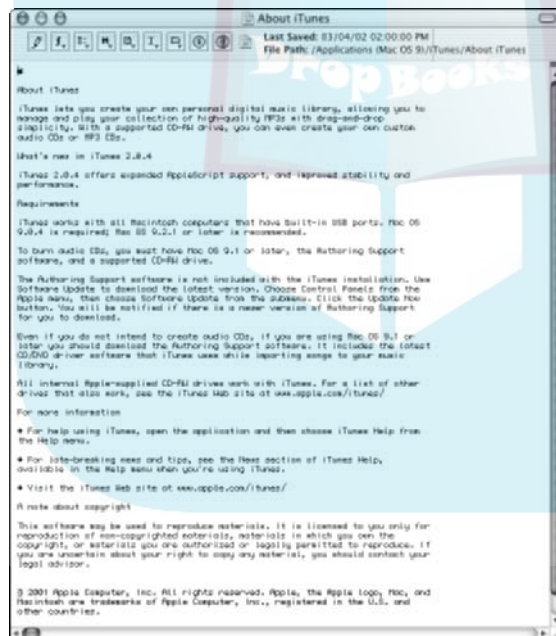 About iTunes
Last Saved: 03/04/02 02:00:00 PM
File Path: /Applications (Mac OS 9)/iTunes/About iTunes
DropBooks
About iTunes
iTunes lets you create your own personal digital music library, allowing you to
manage and play your collection of high-quality MP3s with drag-and-drop
simplicity. With a supported CD-RW drive, you can even create your own custom
audio CDs or MP3 CDs.
What's new in iTunes 2.0.4
iTunes 2.0.4 offers expanded AppleScript support, and improved stability and
performance.
Requirements
iTunes works with all Macintosh computers that have built-in USB ports. Mac OS
9.0.4 is required; Mac OS 9.2.1 or later is recommended.
To burn audio CDs, you must have Mac OS 9.1 or later, the Authoring Support
software, and a supported CD-RW drive.
The Authoring Support software is not included with the iTunes installation. Use
Software Update to download the latest version. Choose Control Panels from the
Apple menu, then choose Software Update from the submenu. Click the Update Now
button. You will be notified if there is a newer version of Authoring Support
for you to download.
Even if you do not intend to create audio CDs, if you are using Mac OS 9.1 or
later you should download the Authoring Support software. It includes the latest
CD/DVD driver software that iTunes uses while importing songs to your music
library.
All internal Apple-supplied CD-RW drives work with iTunes. For a list of other
drives that also work, see the iTunes Web site at www.apple.com/itunes/
For more information
• For help using iTunes, open the application and then choose iTunes Help from
the Help menu.
• For late-breaking news and tips, see the News section of iTunes Help,
available in the Help menu when you're using iTunes.
• Visit the iTunes Web site at www.apple.com/itunes/
A note about copyright
This software may be used to reproduce materials. It is licensed to you only for
reproduction of non-copyrighted materials, materials in which you own the
copyright, or materials you are authorized or legally permitted to reproduce. If
you are uncertain about your right to copy any material, you should contact your
legal advisor.
© 2001 Apple Computer, Inc. All rights reserved. Apple, the Apple logo, Mac, and
Macintosh are trademarks of Apple Computer, Inc., registered in the U.S. and
other countries.